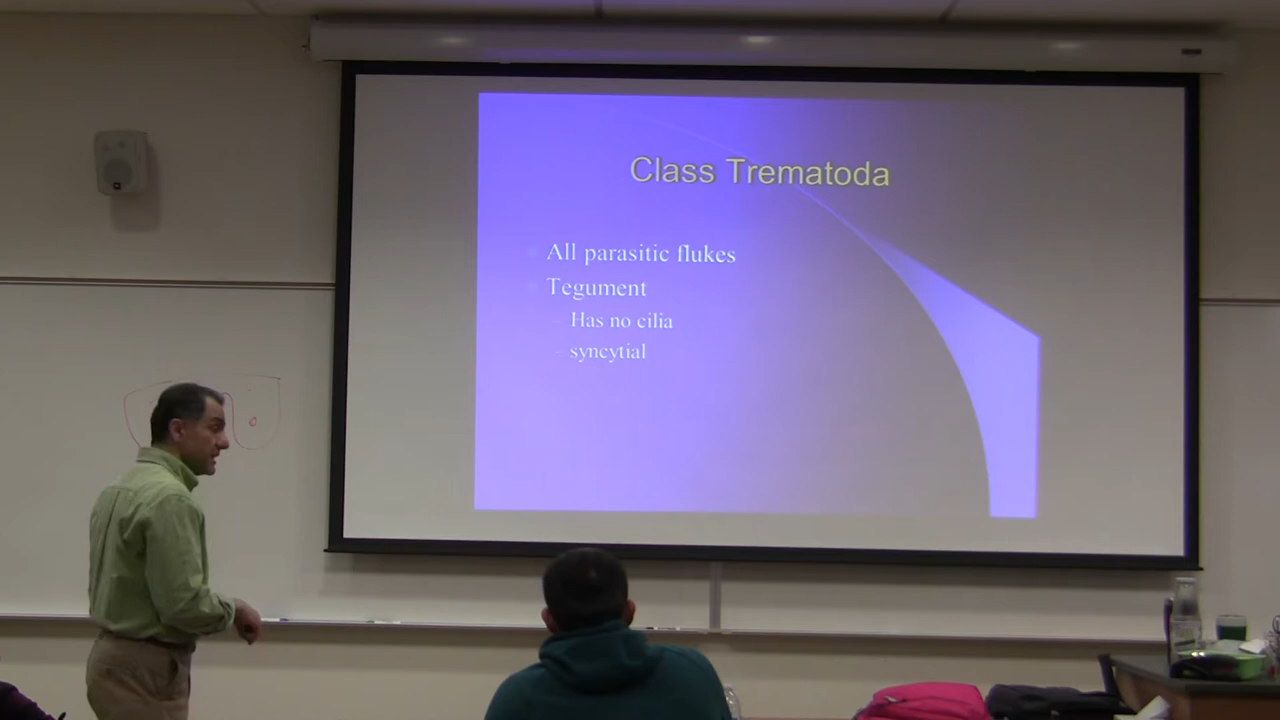 Class Trematoda
All parasitic flukes
Tegument
– Has no cilia
– syncytial